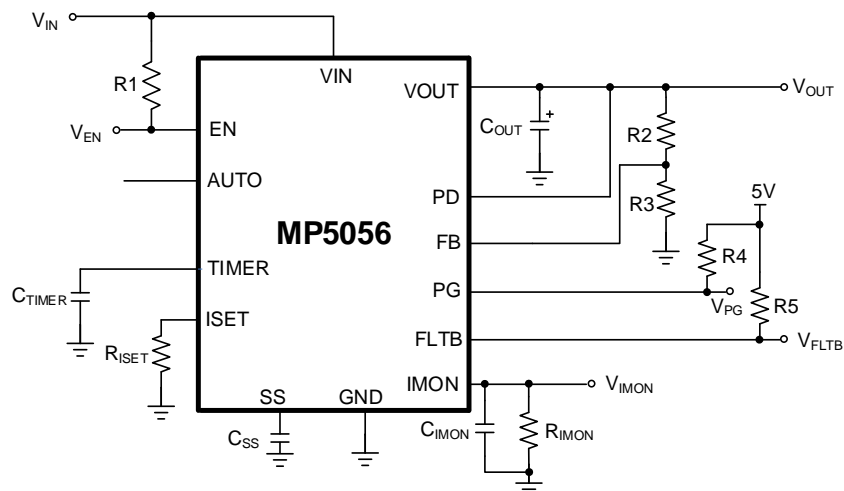 VIN
R1
VIN
VOUT
VOUT
COUT
R2
VEN
EN
AUTO
PD
R3
5V
MP5056
FB
R4
TIMER
CTIMER
PG
VPG
R5
ISET
RISET
FLTB
VFLTB
IMON
VIMON
SS
GND
CSS
CIMON
RIMON